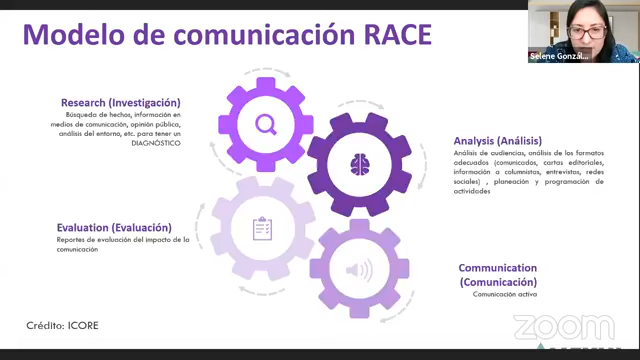 Modelo de comunicación RACE
Selene Gonzál...
Research (Investigación)
Búsqueda de hechos, información en
medios de comunicación, opinión pública,
análisis del entorno, etc. para tener un
DIAGNÓSTICO
Analysis (Análisis)
Análisis de audiencias, análisis de los formatos
adecuados (comunicados, cartas editoriales,
información a columnistas, entrevistas, redes
sociales) , planeación y programación de
actividades
Evaluation (Evaluación)
Reportes de evaluación del impacto de la
comunicación
Communication
(Comunicación)
Comunicación activa
Crédito: ICORE
zoom